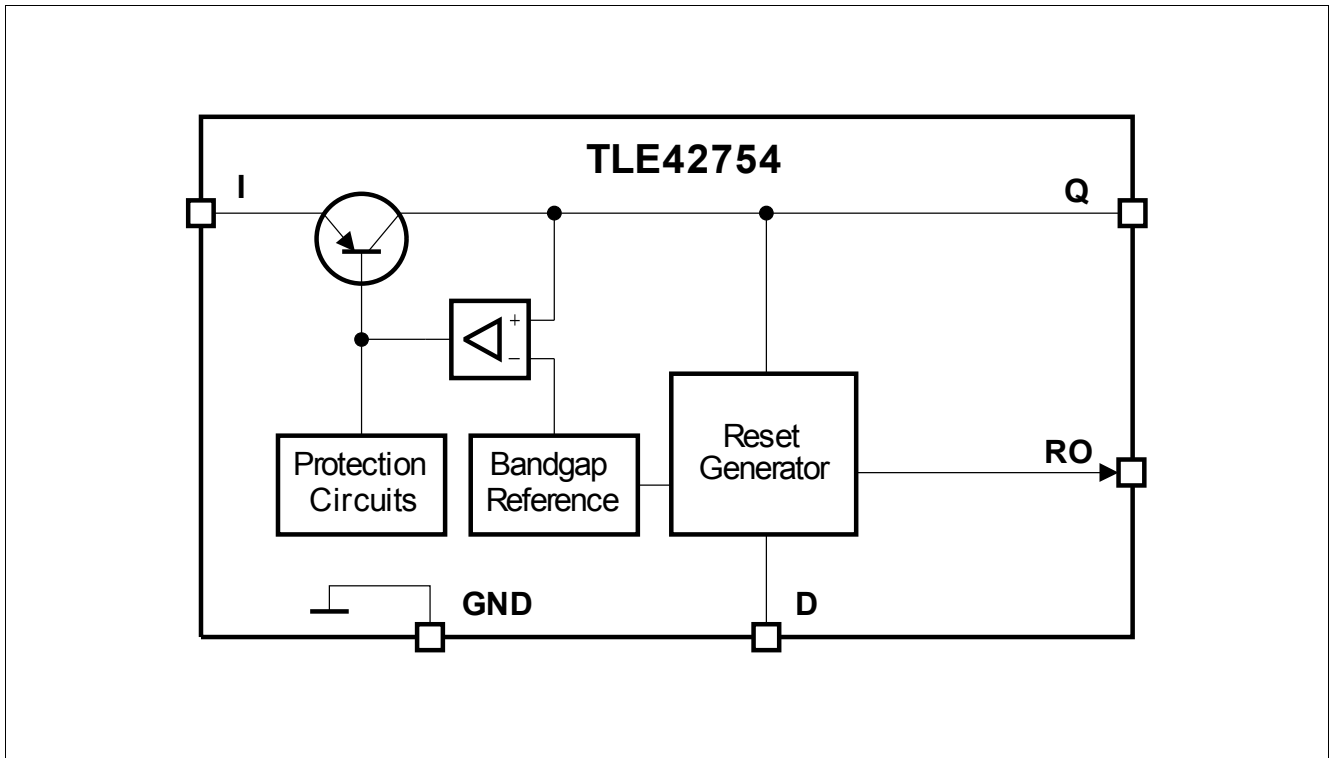 TLE42754
I
Q
+
−
Reset
Generator
RO
Protection
Circuits
Bandgap
Reference
GND
D